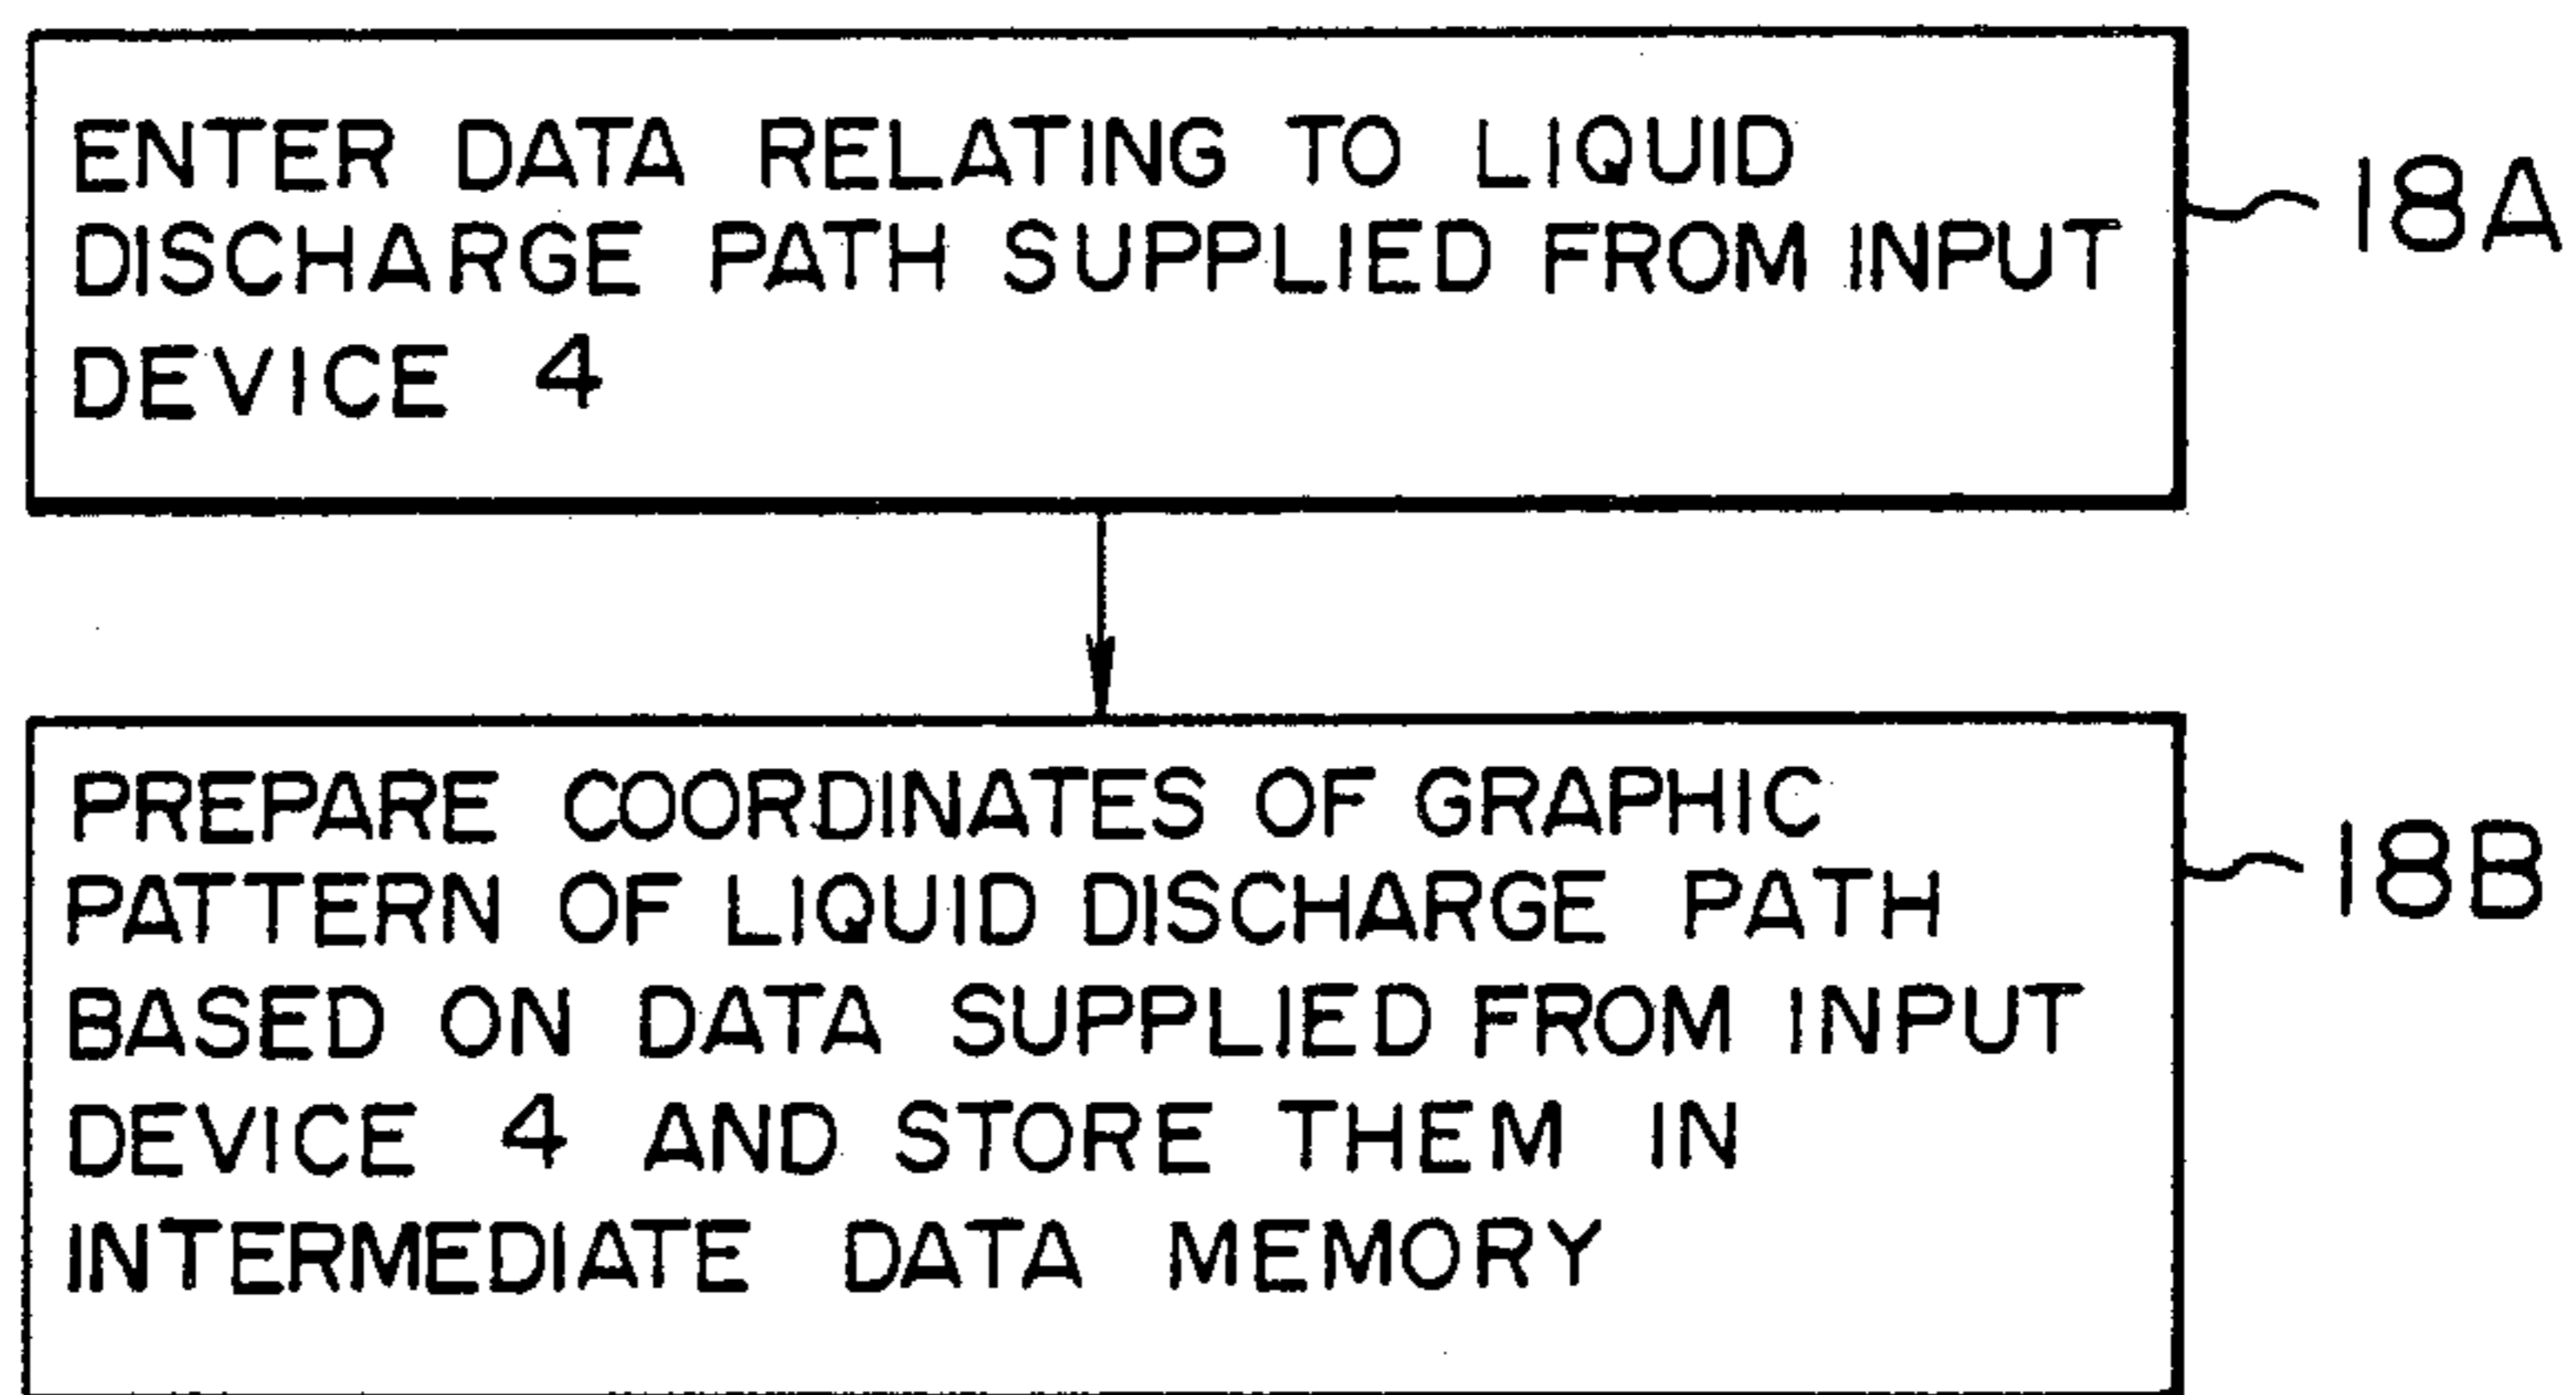 ENTER DATA RELATING TO LIQUID
DISCHARGE PATH SUPPLIED FROM INPUT
DEVICE 4
18A
PREPARE COORDINATES OF GRAPHIC
PATTERN OF LIQUID DISCHARGE PATH
BASED ON DATA SUPPLIED FROM INPUT
DEVICE 4 AND STORE THEM IN
INTERMEDIATE DATA MEMORY
18B